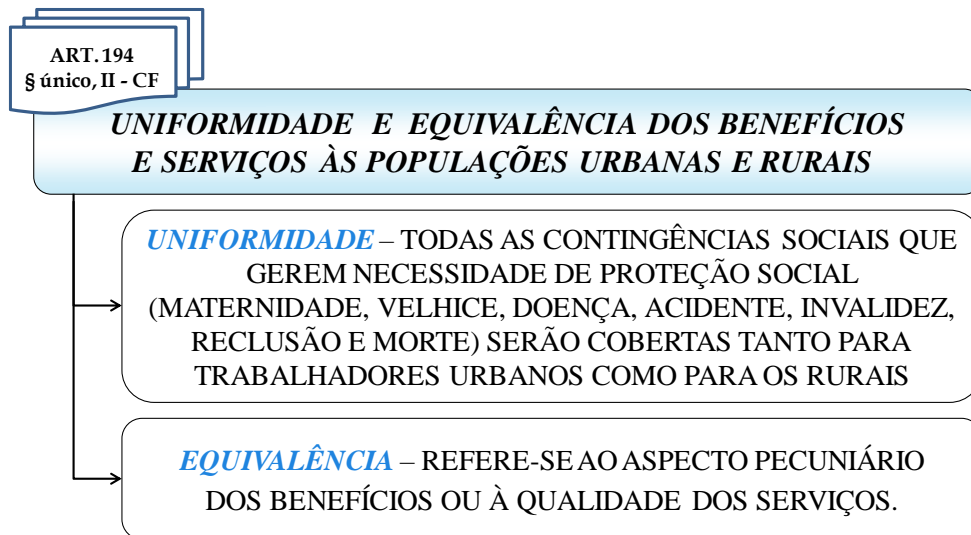 ART. 194
§ único, II - CF
UNIFORMIDADE E EQUIVALÊNCIA DOS BENEFÍCIOS
E SERVIÇOS ÀS POPULAÇÕES URBANAS E RURAIS
UNIFORMIDADE – TODAS AS CONTINGÊNCIAS SOCIAIS QUE
GEREM NECESSIDADE DE PROTEÇÃO SOCIAL
(MATERNIDADE, VELHICE, DOENÇA, ACIDENTE, INVALIDEZ,
RECLUSÃO E MORTE) SERÃO COBERTAS TANTO PARA
TRABALHADORES URBANOS COMO PARA OS RURAIS
EQUIVALÊNCIA – REFERE-SE AO ASPECTO PECUNIÁRIO
DOS BENEFÍCIOS OU À QUALIDADE DOS SERVIÇOS.